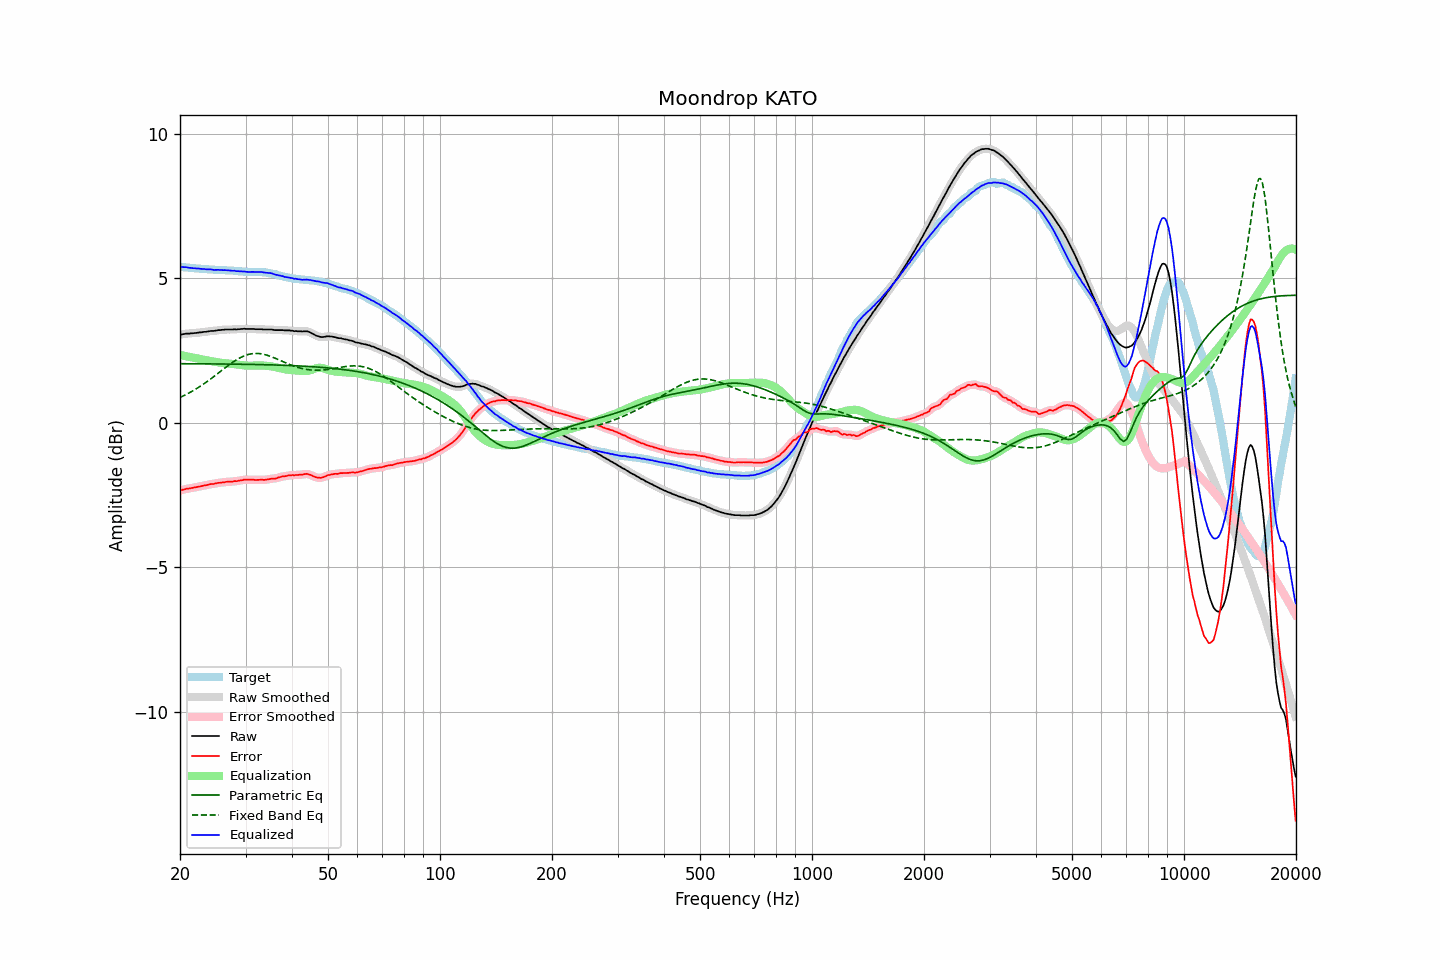 Moondrop KATO
10
5
0
−5
−10
Amplitude (dBr)
Target
Raw Smoothed
Error Smoothed
Raw
Error
Equalization
Parametric Eq
Fixed Band Eq
Equalized
20 50 100 200 500 1000 2000 5000 10000 20000
Frequency (Hz)